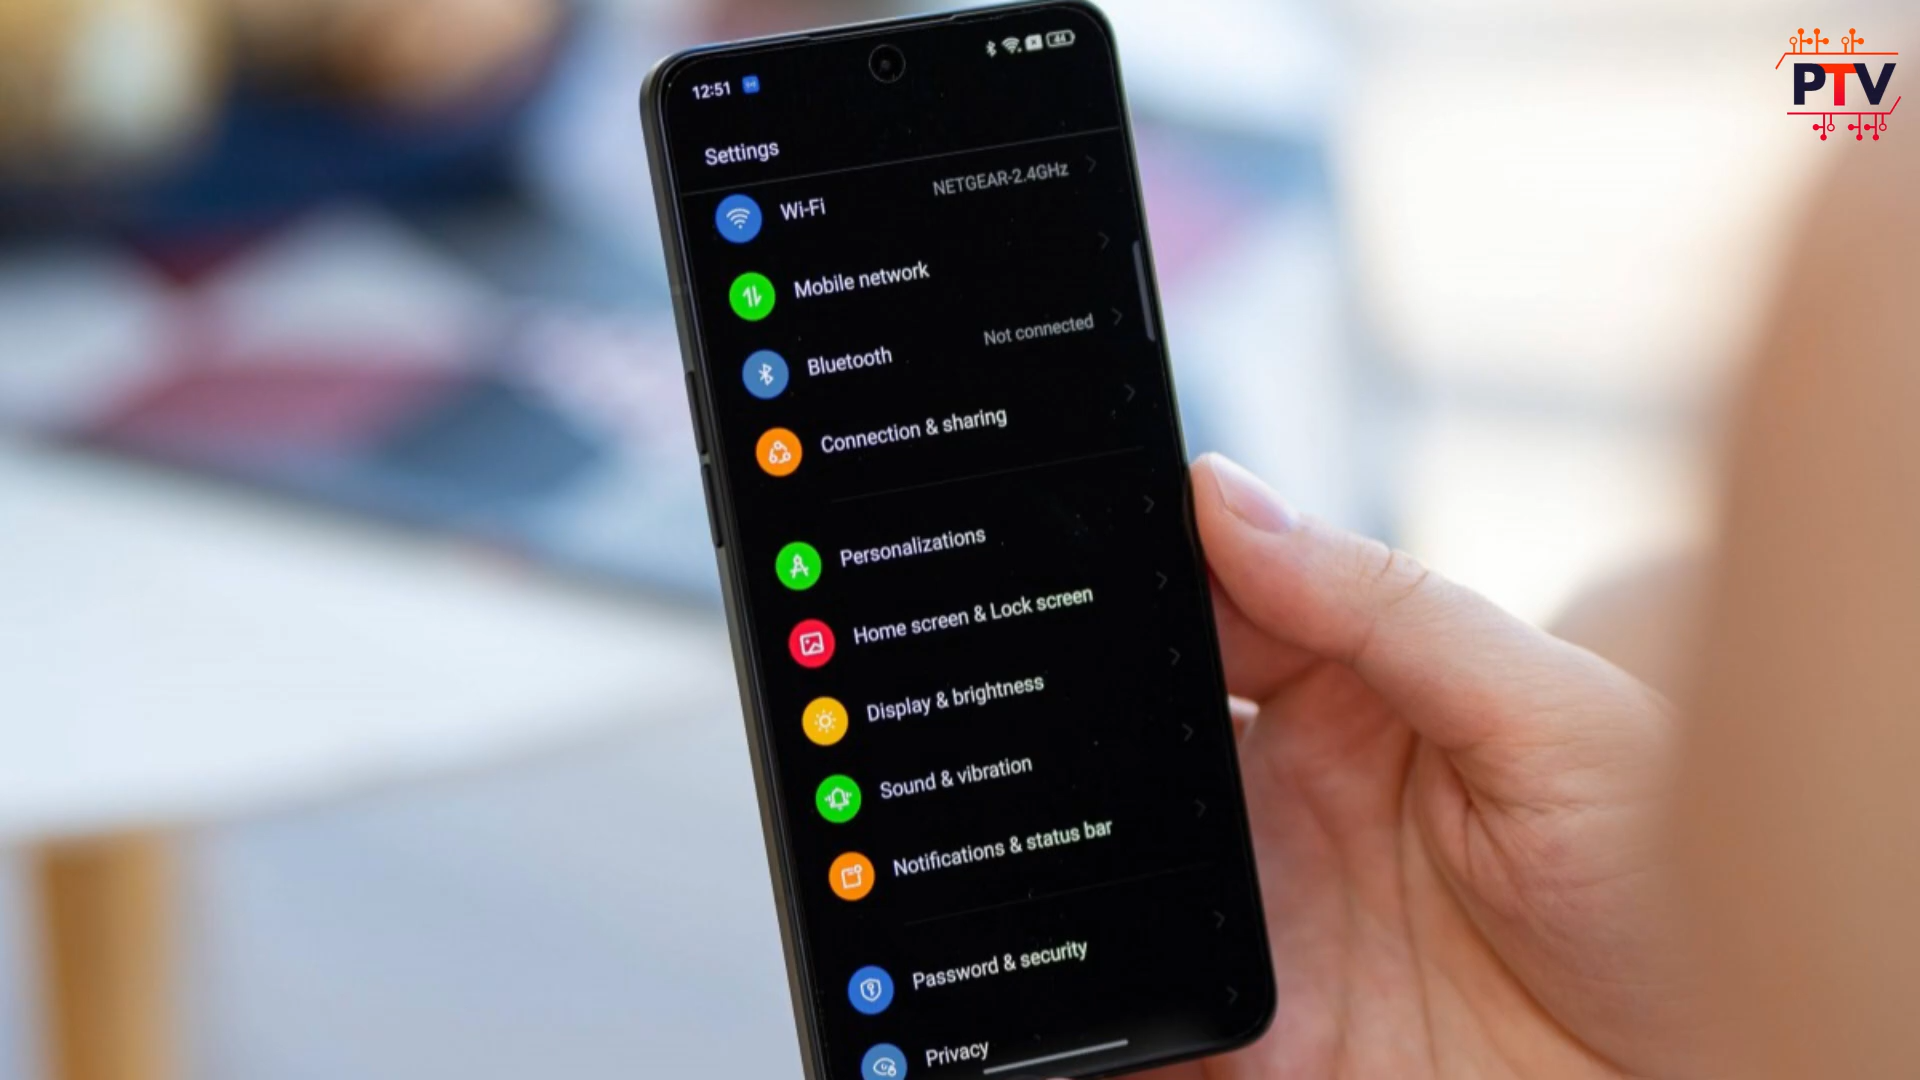 PTV
12:51
44
Settings
Wi-Fi NETGEAR-2.4GHz
Mobile network
Bluetooth Not connected
Connection & sharing
Personalizations
Home screen & Lock screen
Display & brightness
Sound & vibration
Notifications & status bar
Password & security
Privacy